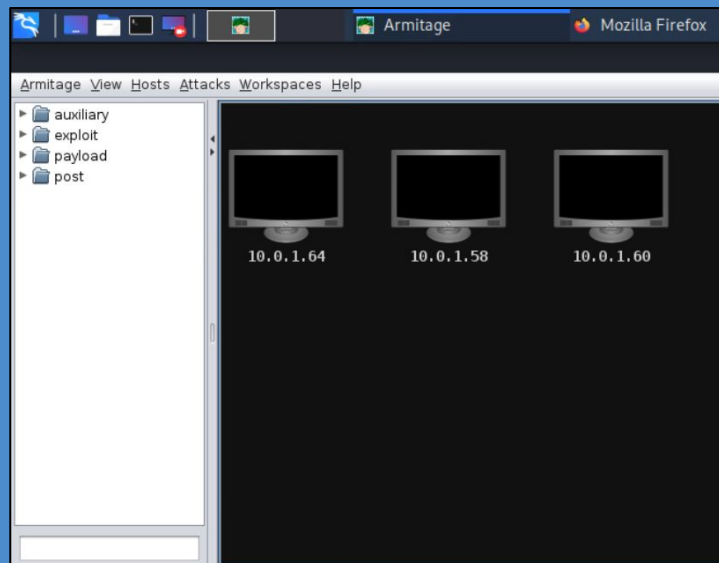 Armitage Mozilla Firefox
Armitage View Hosts Attacks Workspaces Help
auxiliary
exploit
payload
post
10.0.1.64 10.0.1.58 10.0.1.60